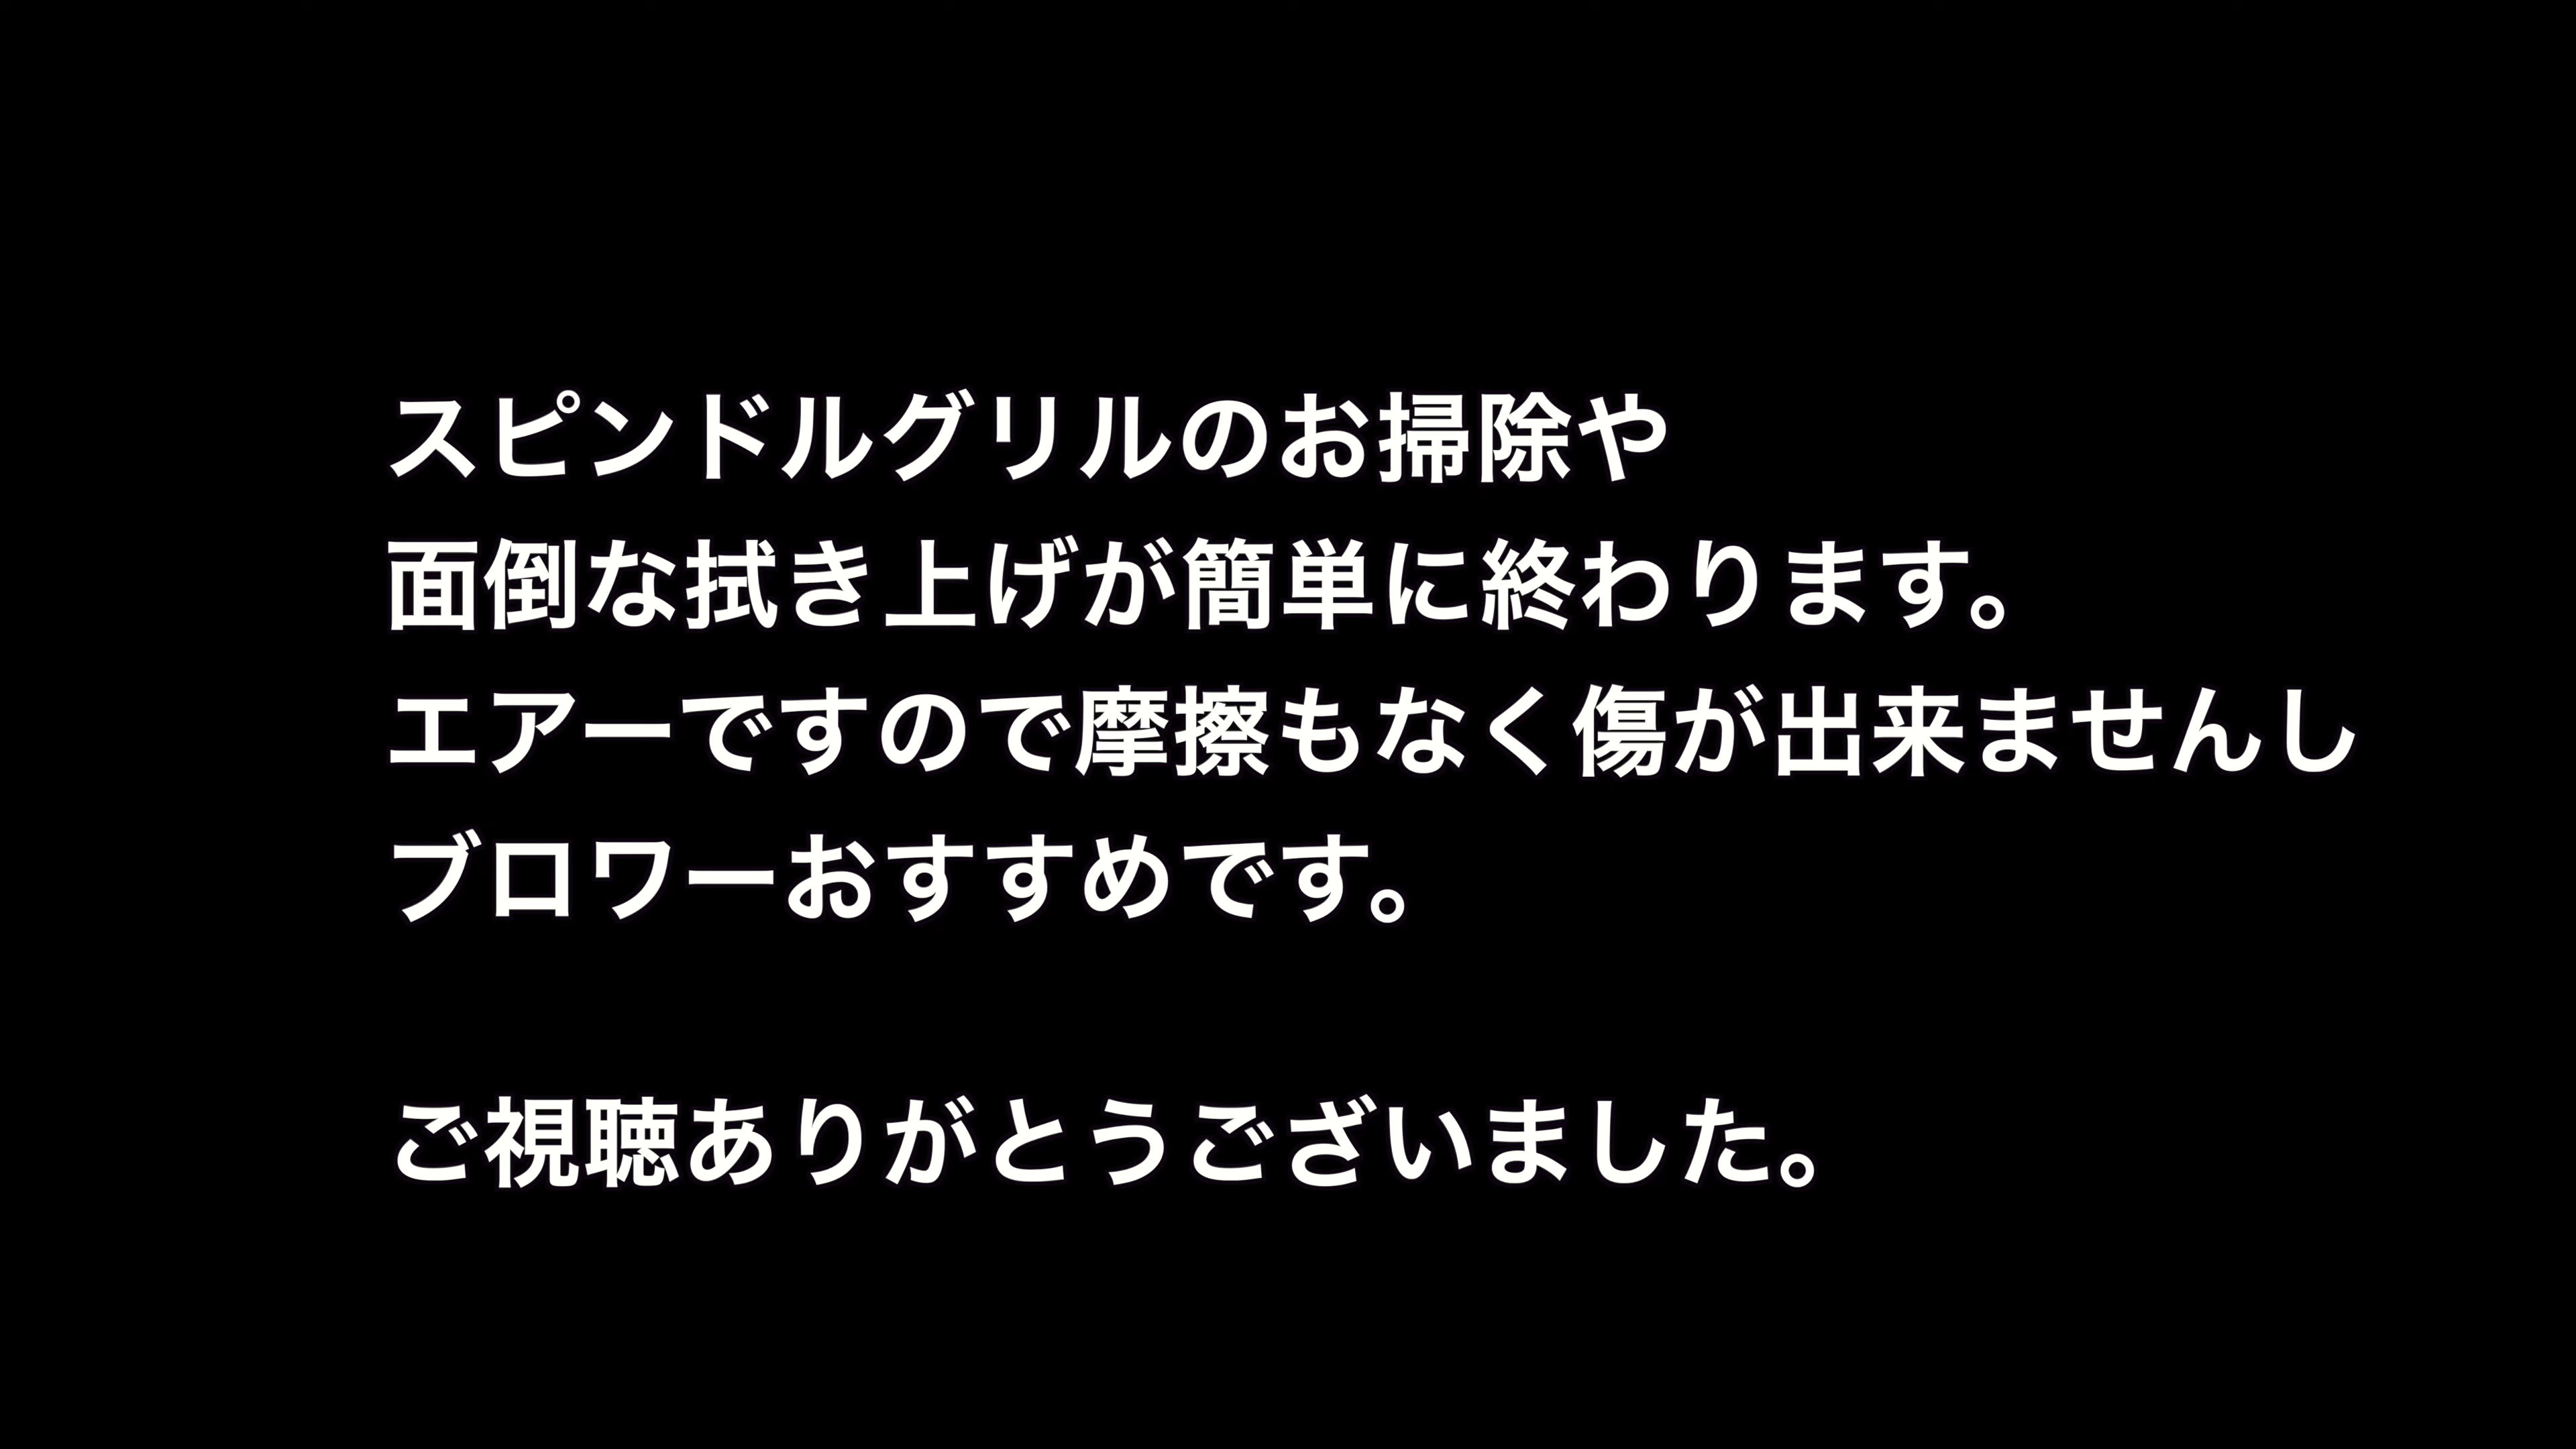 スピンドルグリルのお掃除や
面倒な拭き上げが簡単に終わります。
エアーですので摩擦もなく傷が出来ませんし
ブロワーおすすめです。
ご視聴ありがとうございました。